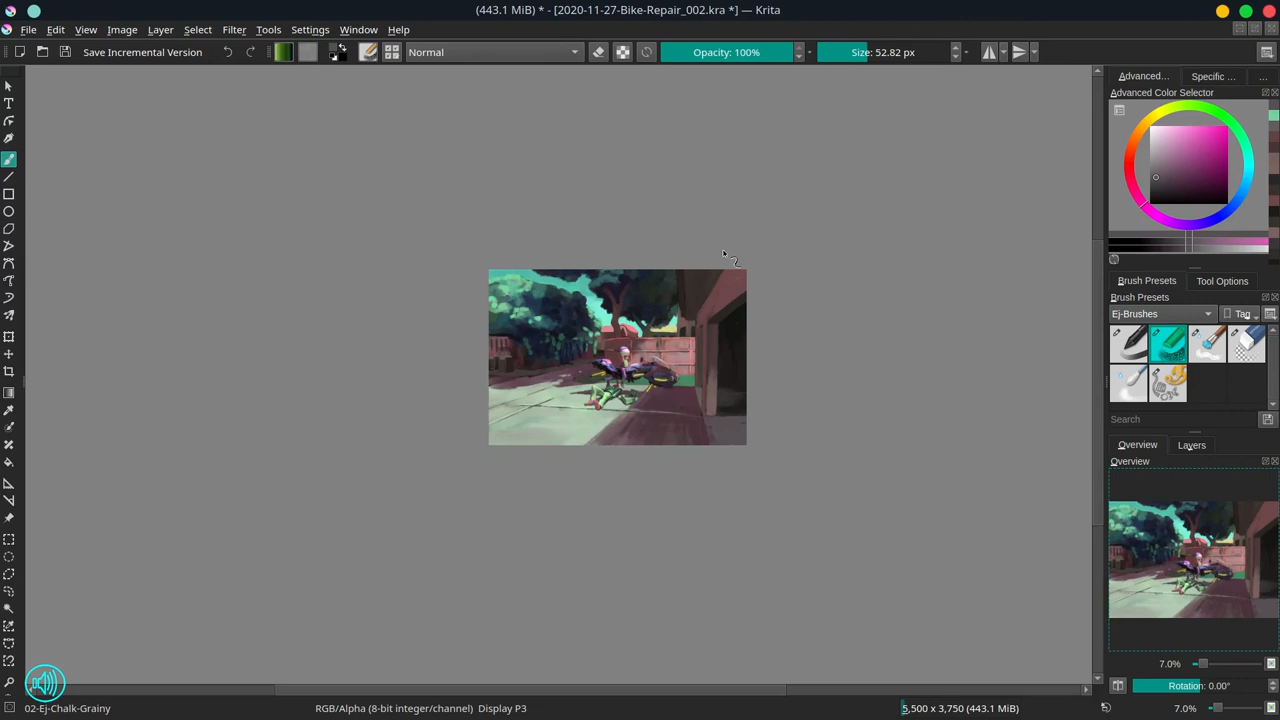 (443.1 MiB) * - [2020-11-27-Bike-Repair_002.kra *] — Krita
File Edit View Image Layer Select Filter Tools Settings Window Help
Save Incremental Version Normal Opacity: 100% Size: 52.82 px
Advanced... Specific ... ...
Advanced Color Selector
Brush Presets Tool Options
Brush Presets
Ej-Brushes Tag
Search
Overview Layers
Overview
7.0%
Rotation: 0.00°
02-Ej-Chalk-Grainy RGB/Alpha (8-bit integer/channel) Display P3 5,500 x 3,750 (443.1 MiB) 7.0%